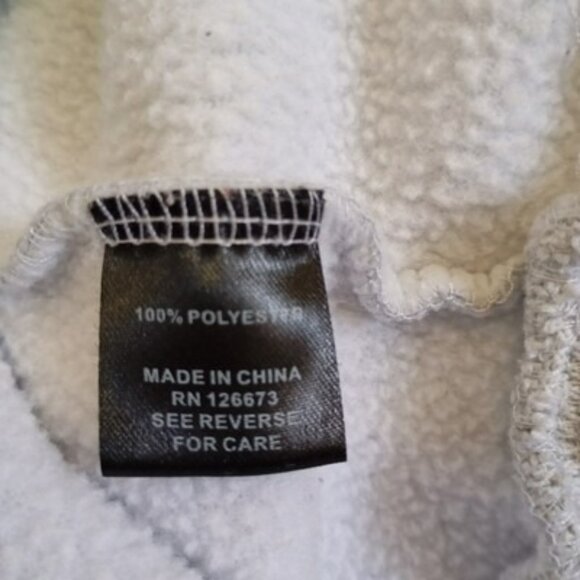 100% POLYESTER
MADE IN CHINA
RN 126673
SEE REVERSE
FOR CARE